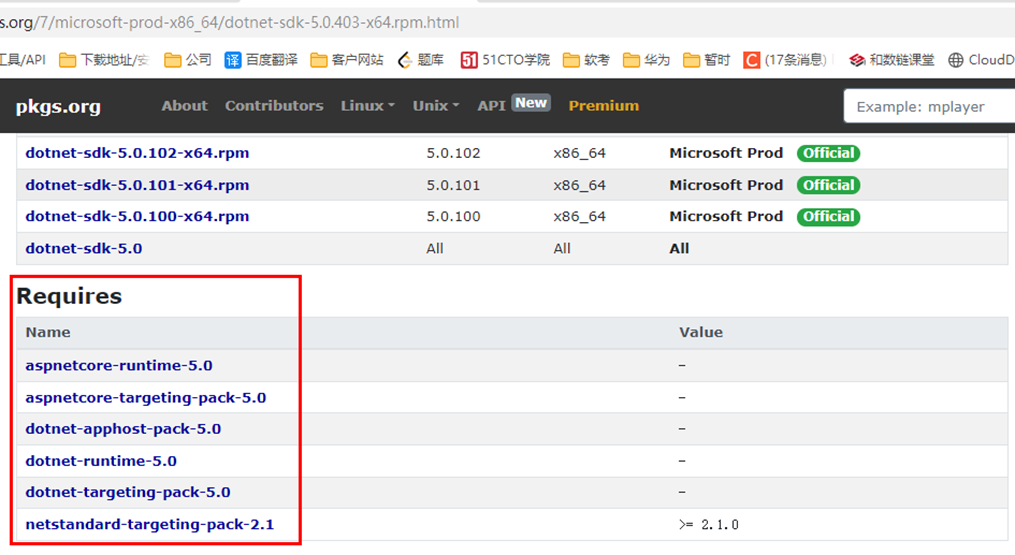 s.org/7/microsoft-prod-x86_64/dotnet-sdk-5.0.403-x64.rpm.html
工具/API 下载地址/安 公司 译 百度翻译 客户网站 题库 51 51CTO学院 软考 华为 暂时 C (17条消息) 和数链课堂 CloudD
pkgs.org About Contributors Linux Unix API New Premium Example: mplayer
dotnet-sdk-5.0.102-x64.rpm 5.0.102 x86_64 Microsoft Prod Official
dotnet-sdk-5.0.101-x64.rpm 5.0.101 x86_64 Microsoft Prod Official
dotnet-sdk-5.0.100-x64.rpm 5.0.100 x86_64 Microsoft Prod Official
dotnet-sdk-5.0 All All All
Requires
Name Value
aspnetcore-runtime-5.0 -
aspnetcore-targeting-pack-5.0 -
dotnet-apphost-pack-5.0 -
dotnet-runtime-5.0 -
dotnet-targeting-pack-5.0 -
netstandard-targeting-pack-2.1 >= 2.1.0